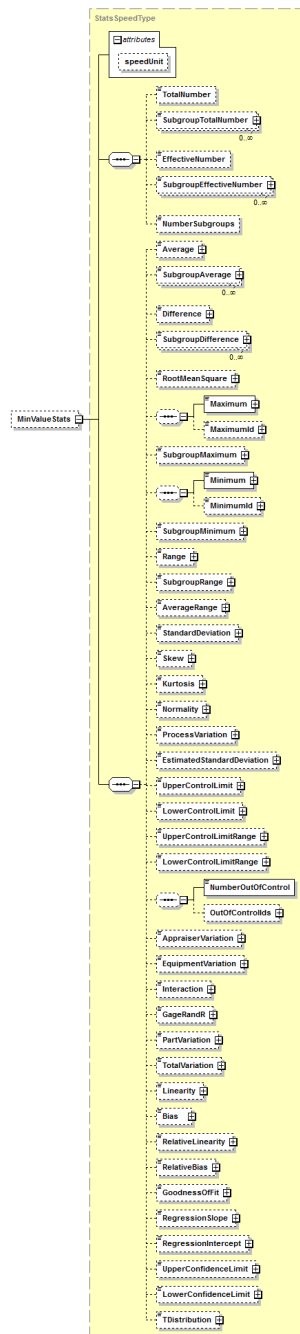 StatsSpeedType
attributes
speedUnit
TotalNumber
SubgroupTotalNumber
0..∞
EffectiveNumber
SubgroupEffectiveNumber
0..∞
NumberSubgroups
Average
SubgroupAverage
0..∞
Difference
SubgroupDifference
0..∞
RootMeanSquare
Maximum
MaximumId
MinValueStats
SubgroupMaximum
Minimum
MinimumId
SubgroupMinimum
Range
SubgroupRange
AverageRange
StandardDeviation
Skew
Kurtosis
Normality
ProcessVariation
EstimatedStandardDeviation
UpperControlLimit
LowerControlLimit
UpperControlLimitRange
LowerControlLimitRange
NumberOutOfControl
OutOfControlIds
AppraiserVariation
EquipmentVariation
Interaction
GageRandR
PartVariation
TotalVariation
Linearity
Bias
RelativeLinearity
RelativeBias
GoodnessOfFit
RegressionSlope
RegressionIntercept
UpperConfidenceLimit
LowerConfidenceLimit
TDistribution